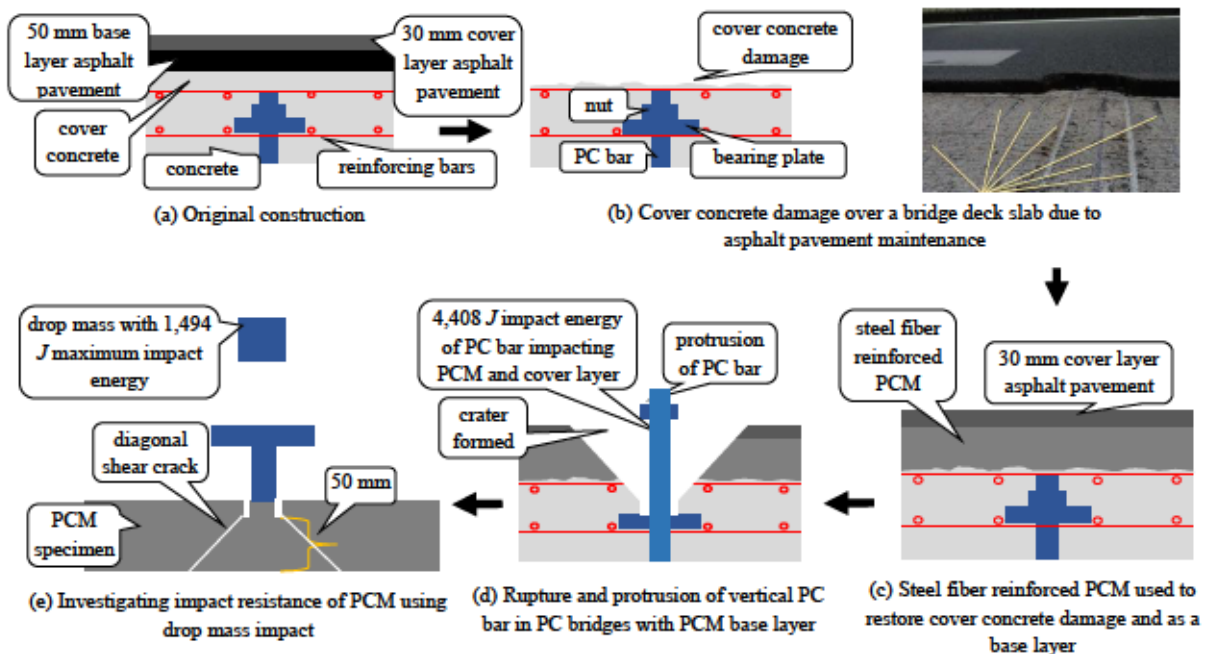 50 mm base
layer asphalt
pavement
30 mm cover
layer asphalt
pavement
cover
concrete
concrete
reinforcing bars
(a) Original construction
cover concrete
damage
nut
PC bar
bearing plate
(b) Cover concrete damage over a bridge deck slab due to
asphalt pavement maintenance
steel fiber
reinforced
PCM
30 mm cover layer
asphalt pavement
(c) Steel fiber reinforced PCM used to
restore cover concrete damage and as a
base layer
4,408 J impact energy
of PC bar impacting
PCM and cover layer
protrusion
of PC bar
crater
formed
(d) Rupture and protrusion of vertical PC
bar in PC bridges with PCM base layer
drop mass with 1,494
J maximum impact
energy
diagonal
shear crack
50 mm
PCM
specimen
(e) Investigating impact resistance of PCM using
drop mass impact